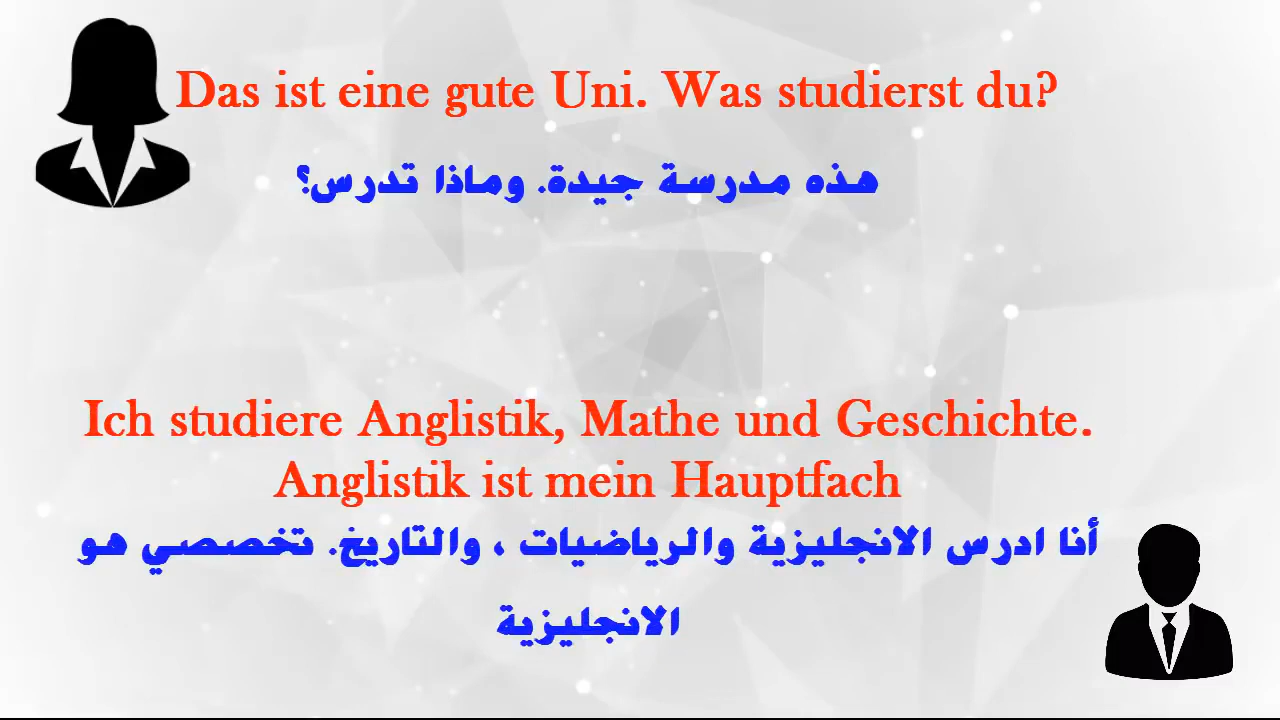 Das ist eine gute Uni. Was studierst du?
هذه مدرسة جيدة. وماذا تدرس؟
Ich studiere Anglistik, Mathe und Geschichte.
Anglistik ist mein Hauptfach
أنا ادرس الانجليزية والرياضيات ، والتاريخ. تخصصي هو
الانجليزية